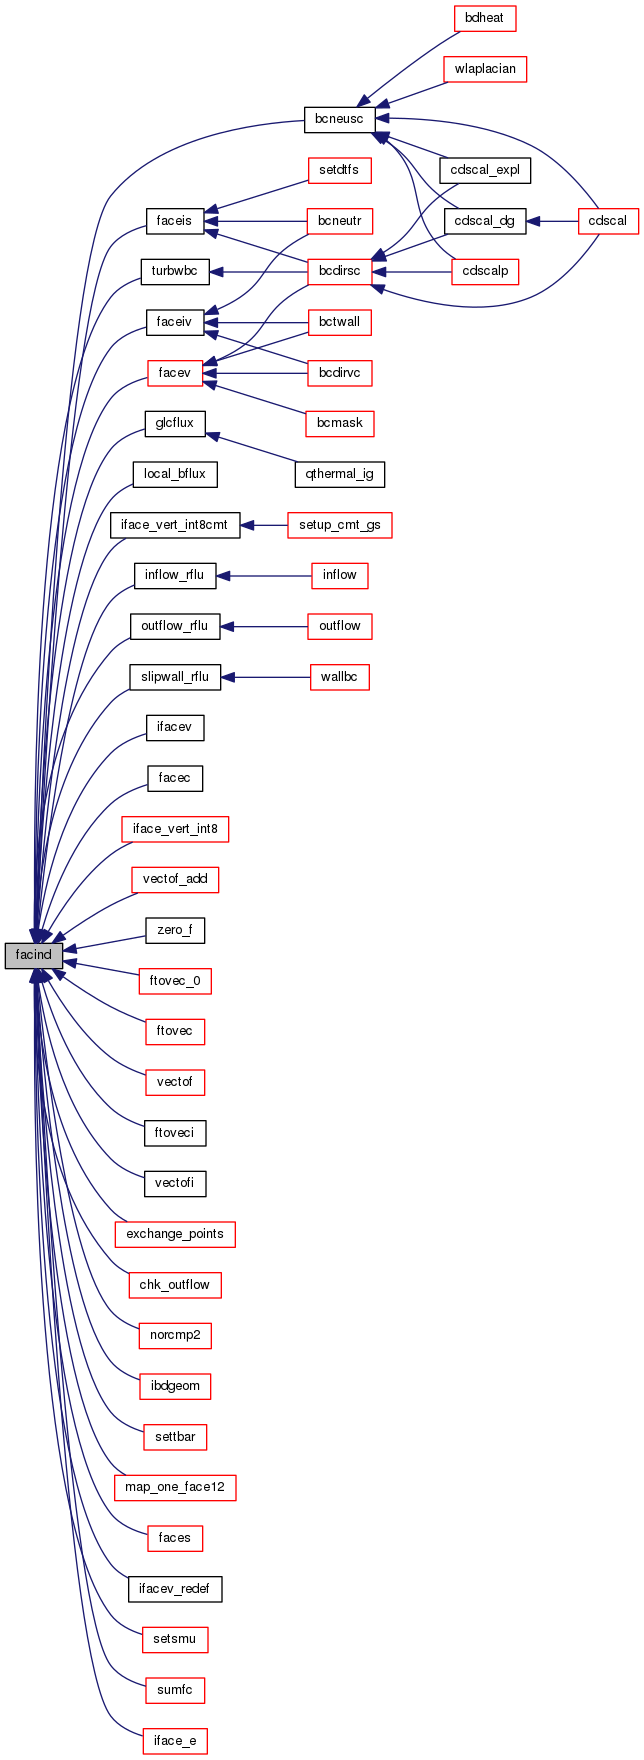 bdheat
wlaplacian
bcneusc
cdscal_expl
setdtfs
faceis
bcneutr
cdscal_dg
cdscal
turbwbc
bcdirsc
cdscalp
faceiv
bctwall
facev
bcdirvc
glcflux
bcmask
local_bflux
qthermal_ig
iface_vert_int8cmt
setup_cmt_gs
inflow_rflu
inflow
outflow_rflu
outflow
slipwall_rflu
wallbc
ifacev
facec
iface_vert_int8
vectof_add
zero_f
facind
ftovec_0
ftovec
vectof
ftoveci
vectofi
exchange_points
chk_outflow
norcmp2
ibdgeom
settbar
map_one_face12
faces
ifacev_redef
setsmu
sumfc
iface_e